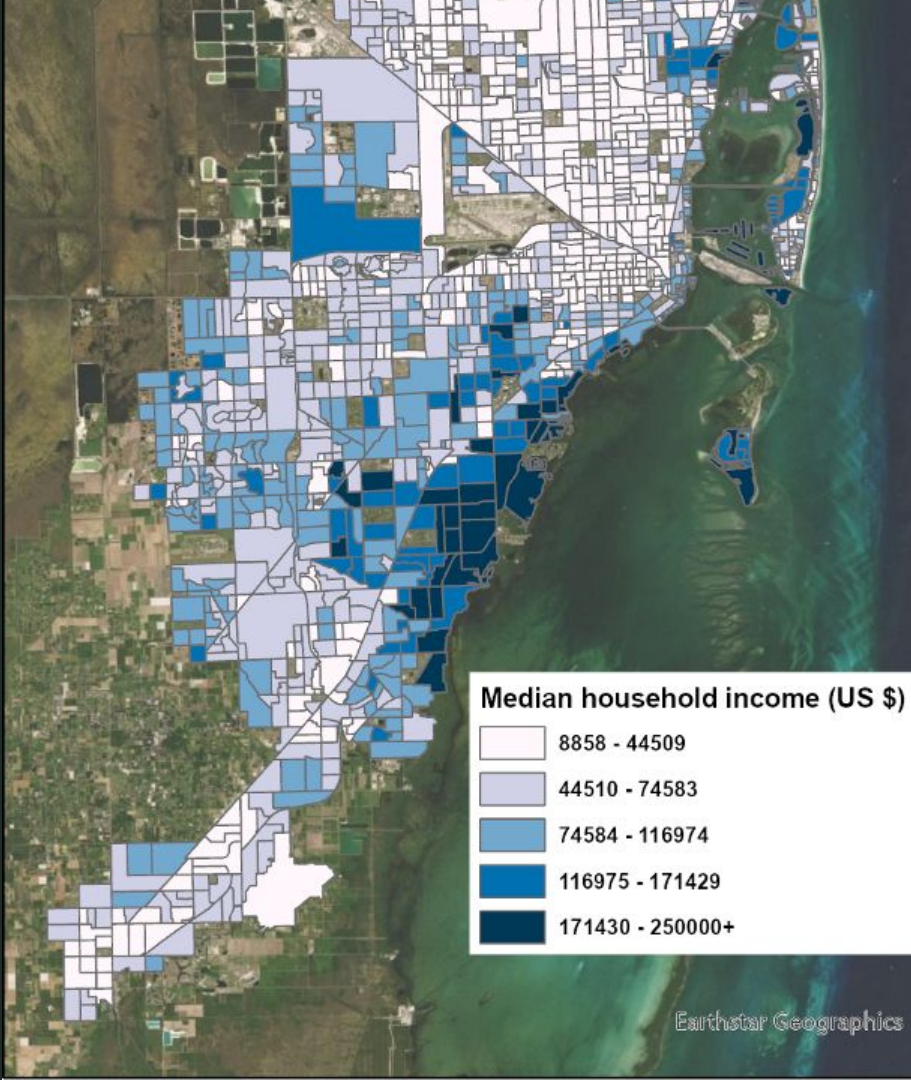 Median household income (US $)
8858 - 44509
44510 - 74583
74584 - 116974
116975 - 171429
171430 - 250000+
Earthstar Geographics